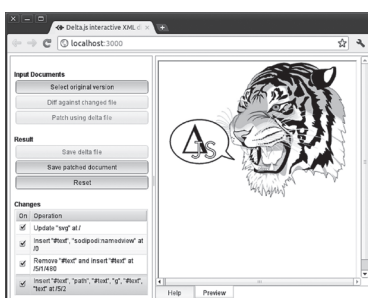 Delta.js interactive XML d
localhost:3000
Input Documents
Select original version
Diff against changed file
Patch using delta file
Result
Save delta file
Save patched document
Reset
Changes
On Operation
Update "svg" at /
Insert "#text", "sodipodi:namedview" at /0
Remove "#text" and insert "#text" at /5/1/480
Insert "#text", "path", "#text", "g", "#text", "text" at /5/2
ΔJS
Help Preview